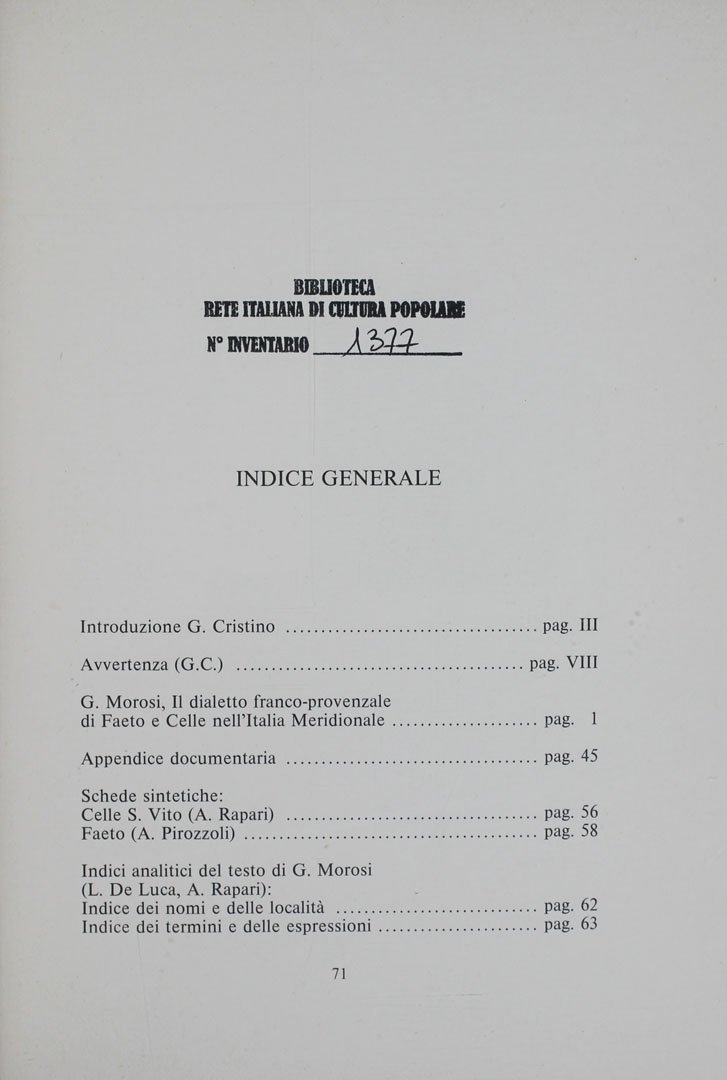 BIBLIOTECA
RETE ITALIANA DI CULTURA POPOLARE
N° INVENTARIO 1377
INDICE GENERALE
Introduzione G. Cristino .................................... pag. III
Avvertenza (G.C.) ......................................... pag. VIII
G. Morosi, Il dialetto franco-provenzale
di Faeto e Celle nell'Italia Meridionale ..................... pag. 1
Appendice documentaria .................................... pag. 45
Schede sintetiche:
Celle S. Vito (A. Rapari) .................................... pag. 56
Faeto (A. Pirozzoli) .......................................... pag. 58
Indici analitici del testo di G. Morosi
(L. De Luca, A. Rapari):
Indice dei nomi e delle località ............................. pag. 62
Indice dei termini e delle espressioni ....................... pag. 63
71